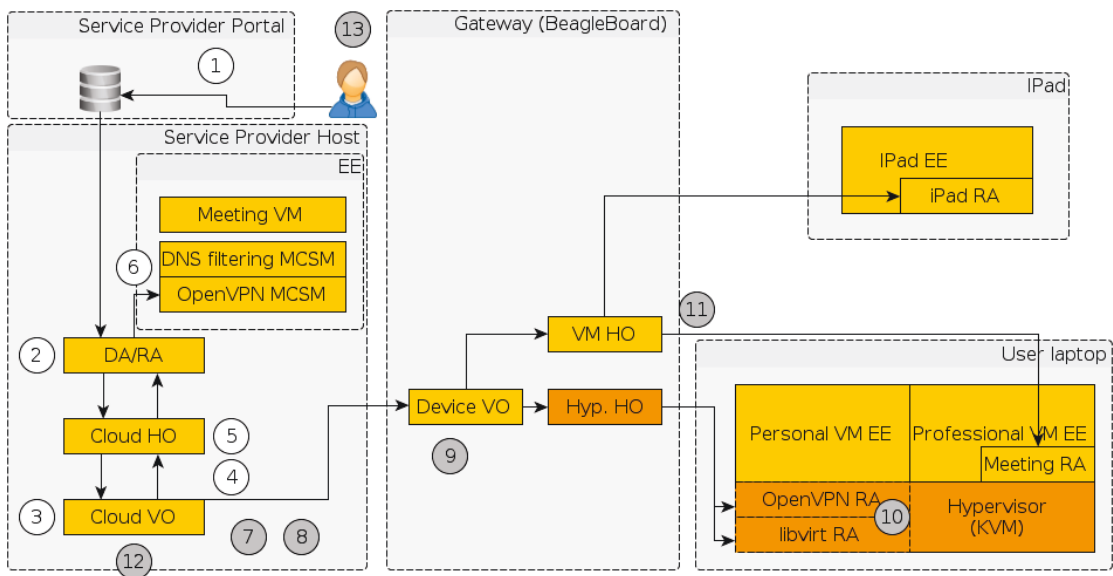 Service Provider Portal
1
13
Gateway (BeagleBoard)
IPad
Service Provider Host
EE
IPad EE
iPad RA
Meeting VM
DNS filtering MCSM
6
OpenVPN MCSM
11
VM HO
2
DA/RA
User laptop
Device VO
Hyp. HO
Cloud HO
5
Personal VM EE
Professional VM EE
9
4
Meeting RA
OpenVPN RA
10
Hypervisor
(KVM)
3
Cloud VO
libvirt RA
7
8
12